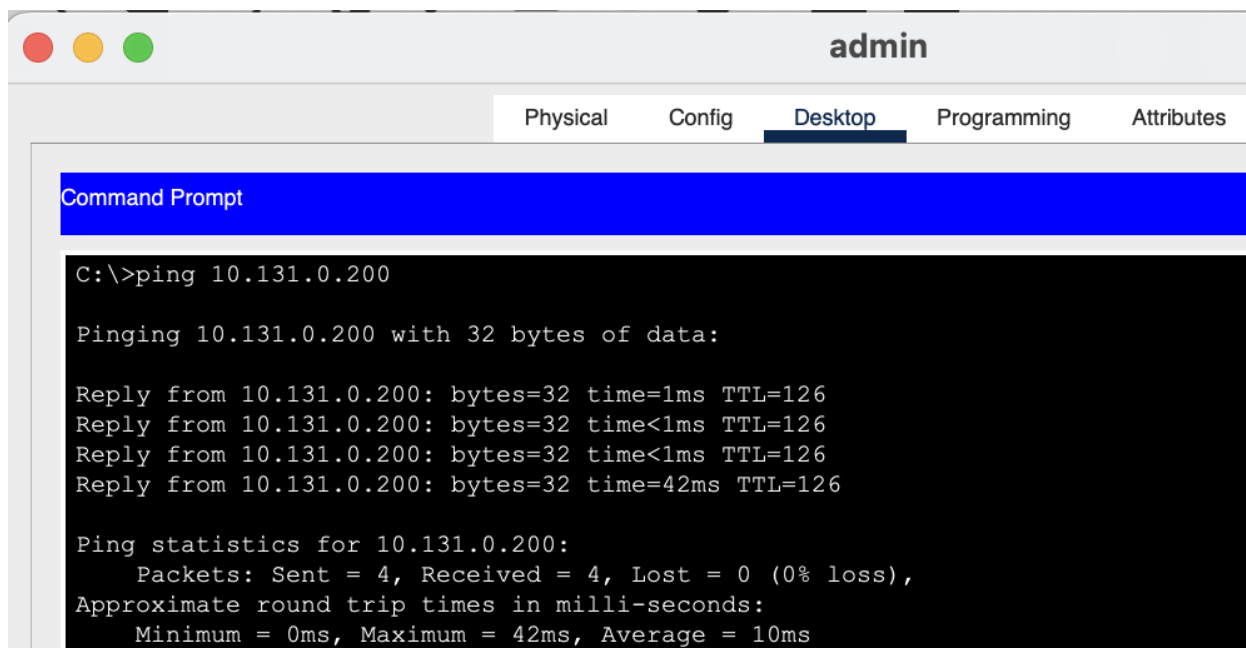 admin
Physical Config Desktop Programming Attributes
Command Prompt
C:\>ping 10.131.0.200
Pinging 10.131.0.200 with 32 bytes of data:
Reply from 10.131.0.200: bytes=32 time=1ms TTL=126
Reply from 10.131.0.200: bytes=32 time<1ms TTL=126
Reply from 10.131.0.200: bytes=32 time<1ms TTL=126
Reply from 10.131.0.200: bytes=32 time=42ms TTL=126
Ping statistics for 10.131.0.200:
Packets: Sent = 4, Received = 4, Lost = 0 (0% loss),
Approximate round trip times in milli-seconds:
Minimum = 0ms, Maximum = 42ms, Average = 10ms